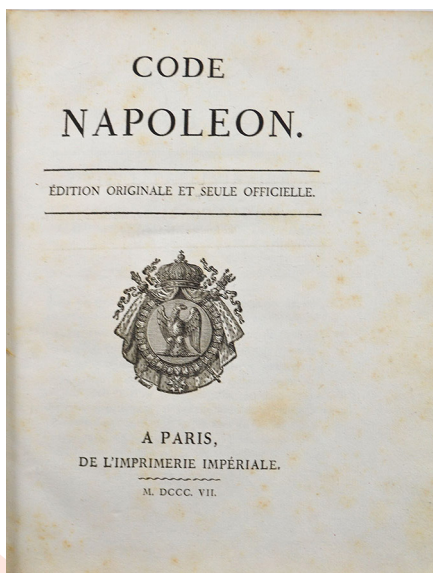 CODE
NAPOLEON.
ÉDITION ORIGINALE ET SEULE OFFICIELLE.
A PARIS,
DE L'IMPRIMERIE IMPÉRIALE.
M. DCCC. VII.